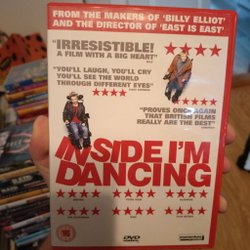 FROM THE MAKERS OF 'BILLY ELLIOT'
AND THE DIRECTOR OF 'EAST IS EAST'
"IRRESISTIBLE!
A FILM WITH A BIG HEART"
"YOU'LL LAUGH, YOU'LL CRY
YOU'LL SEE THE WORLD
THROUGH DIFFERENT EYES"
"PROVES ONCE AGAIN
THAT BRITISH FILMS
REALLY ARE THE BEST"
INSIDE I'M
DANCING
15
DVD